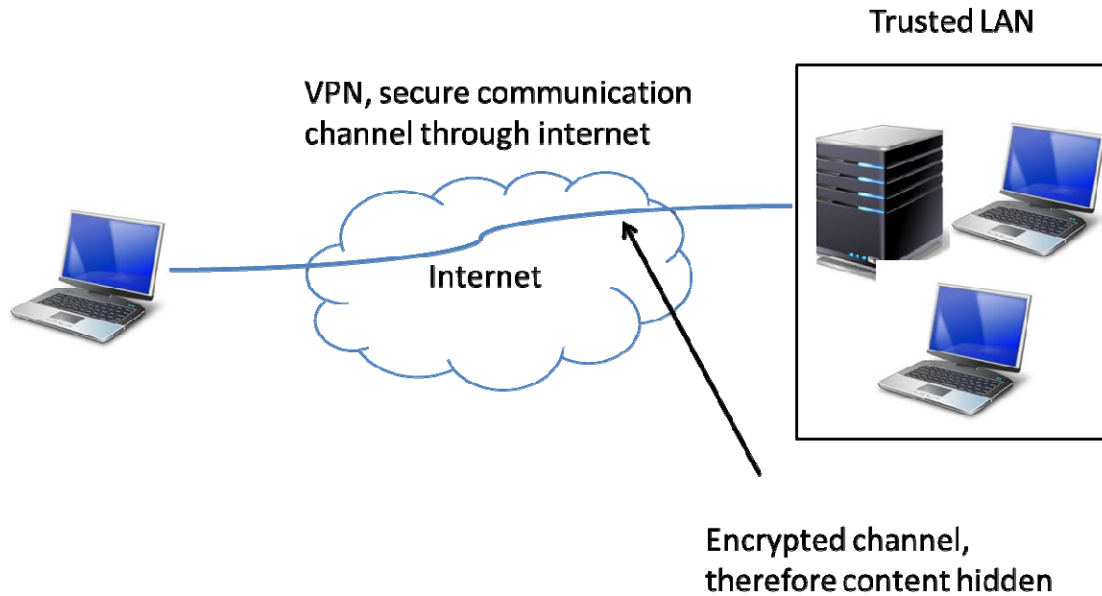 Trusted LAN
VPN, secure communication
channel through internet
Internet
Encrypted channel,
therefore content hidden